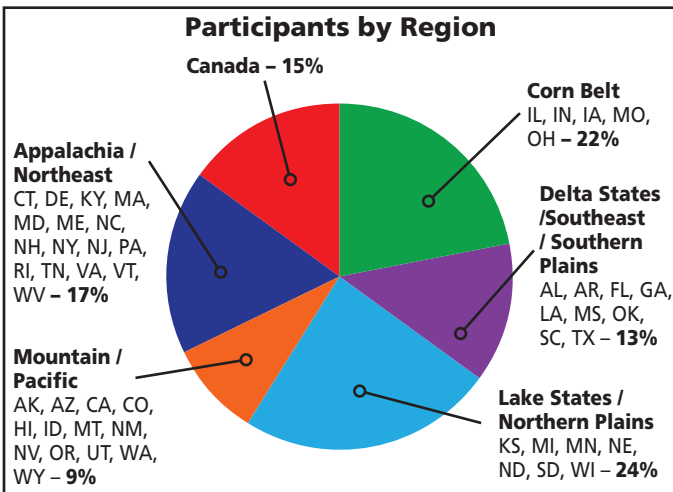 Participants by Region
Canada – 15%
Corn Belt
IL, IN, IA, MO,
OH – 22%
Appalachia /
Northeast
CT, DE, KY, MA,
MD, ME, NC,
NH, NY, NJ, PA,
RI, TN, VA, VT,
WV – 17%
Delta States
/Southeast
/ Southern
Plains
AL, AR, FL, GA,
LA, MS, OK,
SC, TX – 13%
Mountain /
Pacific
AK, AZ, CA, CO,
HI, ID, MT, NM,
NV, OR, UT, WA,
WY – 9%
Lake States /
Northern Plains
KS, MI, MN, NE,
ND, SD, WI – 24%